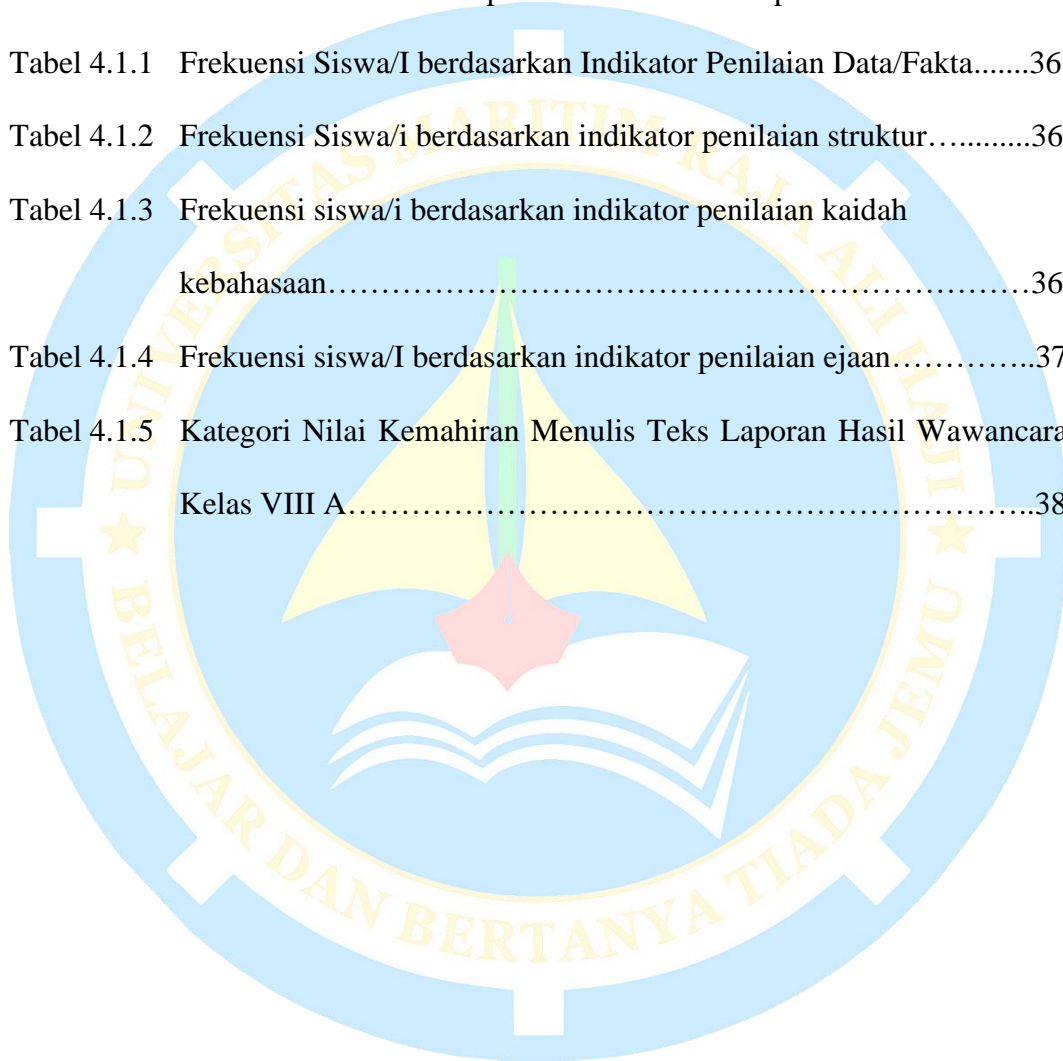 Tabel 4.1.1 Frekuensi Siswa/I berdasarkan Indikator Penilaian Data/Fakta.......36
Tabel 4.1.2 Frekuensi Siswa/i berdasarkan indikator penilaian struktur….........36
Tabel 4.1.3 Frekuensi siswa/i berdasarkan indikator penilaian kaidah
kebahasaan……………………………………………………………36
Tabel 4.1.4 Frekuensi siswa/I berdasarkan indikator penilaian ejaan…………..37
Tabel 4.1.5 Kategori Nilai Kemahiran Menulis Teks Laporan Hasil Wawancara
Kelas VIII A…………………………………………………………..38
UNIVERSITAS MARITIM RAJA ALI HAJI
BELAJAR DAN BERTANYA TIADA JEMU